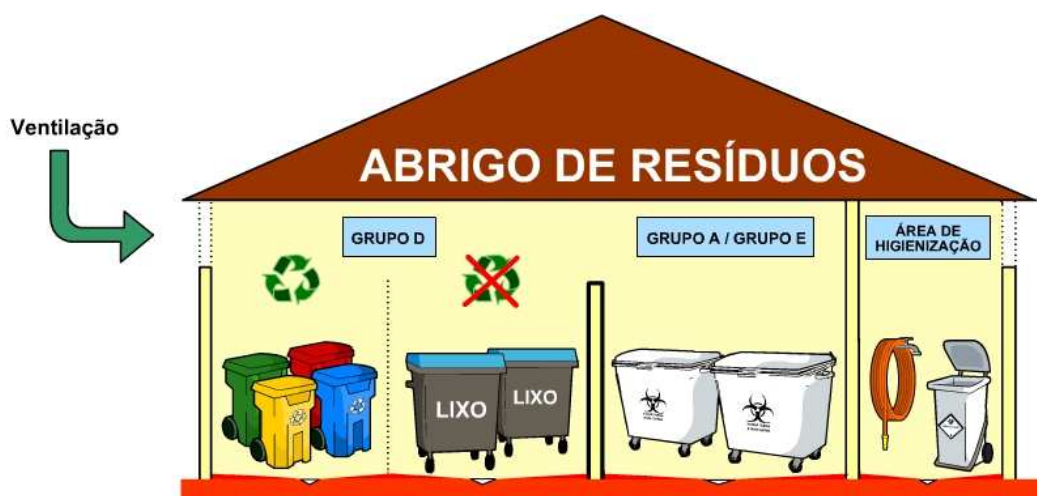 Ventilação
ABRIGO DE RESÍDUOS
GRUPO D
GRUPO A / GRUPO E
ÁREA DE
HIGIENIZAÇÃO
LIXO
LIXO